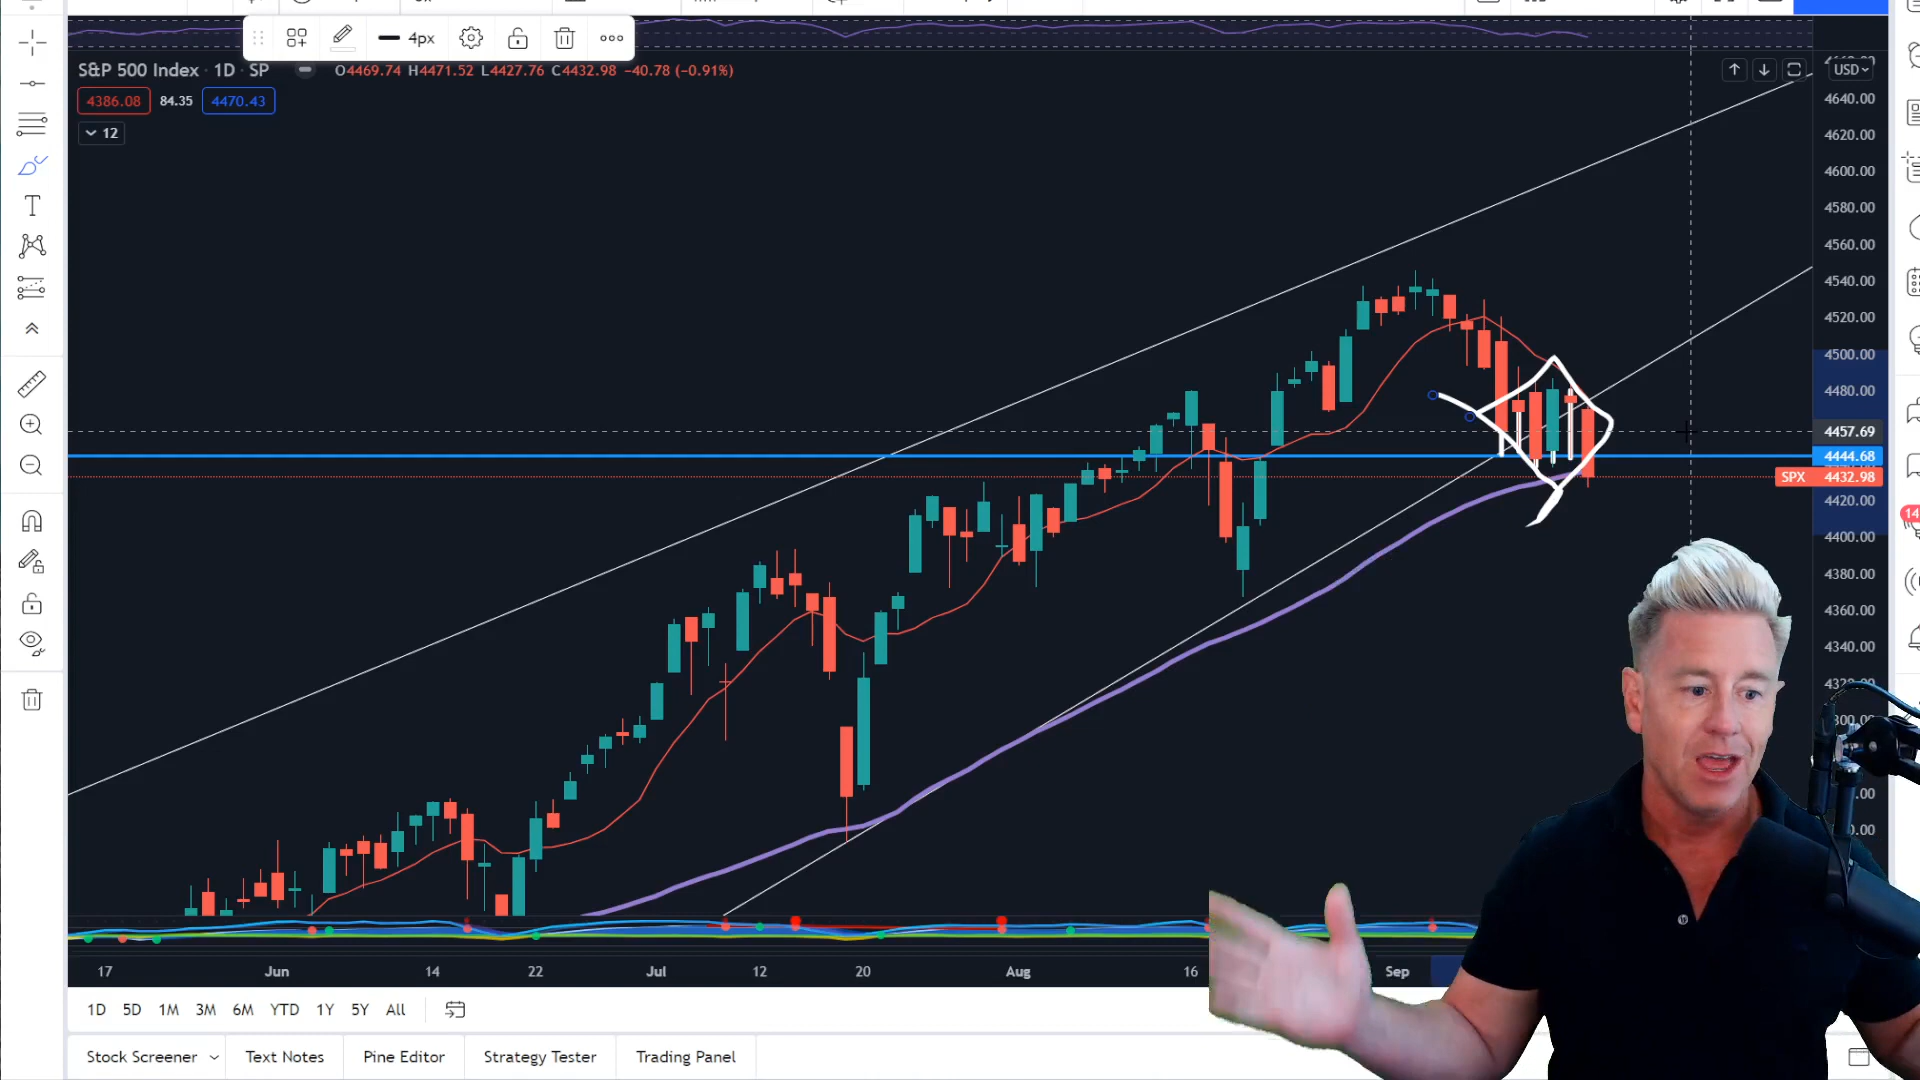 4px
S&P 500 Index · 1D · SP
O4469.74 H4471.52 L4427.76 C4432.98 −40.78 (−0.91%)
USD
4386.08 84.35 4470.43
12
4640.00
4620.00
4600.00
4580.00
4560.00
4540.00
4520.00
4500.00
4480.00
4457.69
4444.68
SPX 4432.98
4420.00
4400.00
4380.00
4360.00
4340.00
14
17 Jun 14 22 Jul 12 20 Aug 16 Sep
1D 5D 1M 3M 6M YTD 1Y 5Y All
Stock Screener Text Notes Pine Editor Strategy Tester Trading Panel